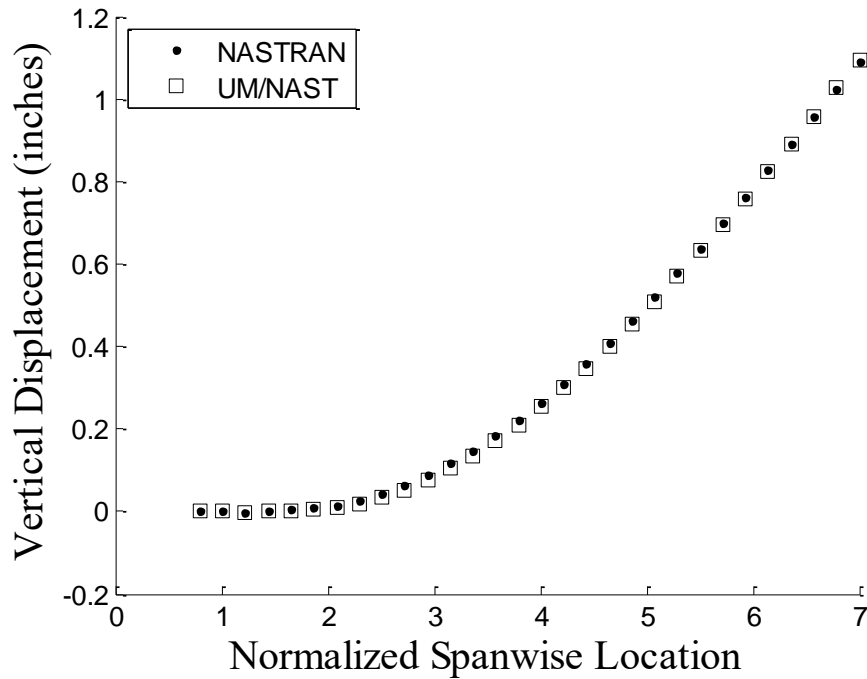 1.2
1
0.8
0.6
0.4
0.2
0
-0.2
Vertical Displacement (inches)
NASTRAN
UM/NAST
0 1 2 3 4 5 6 7
Normalized Spanwise Location